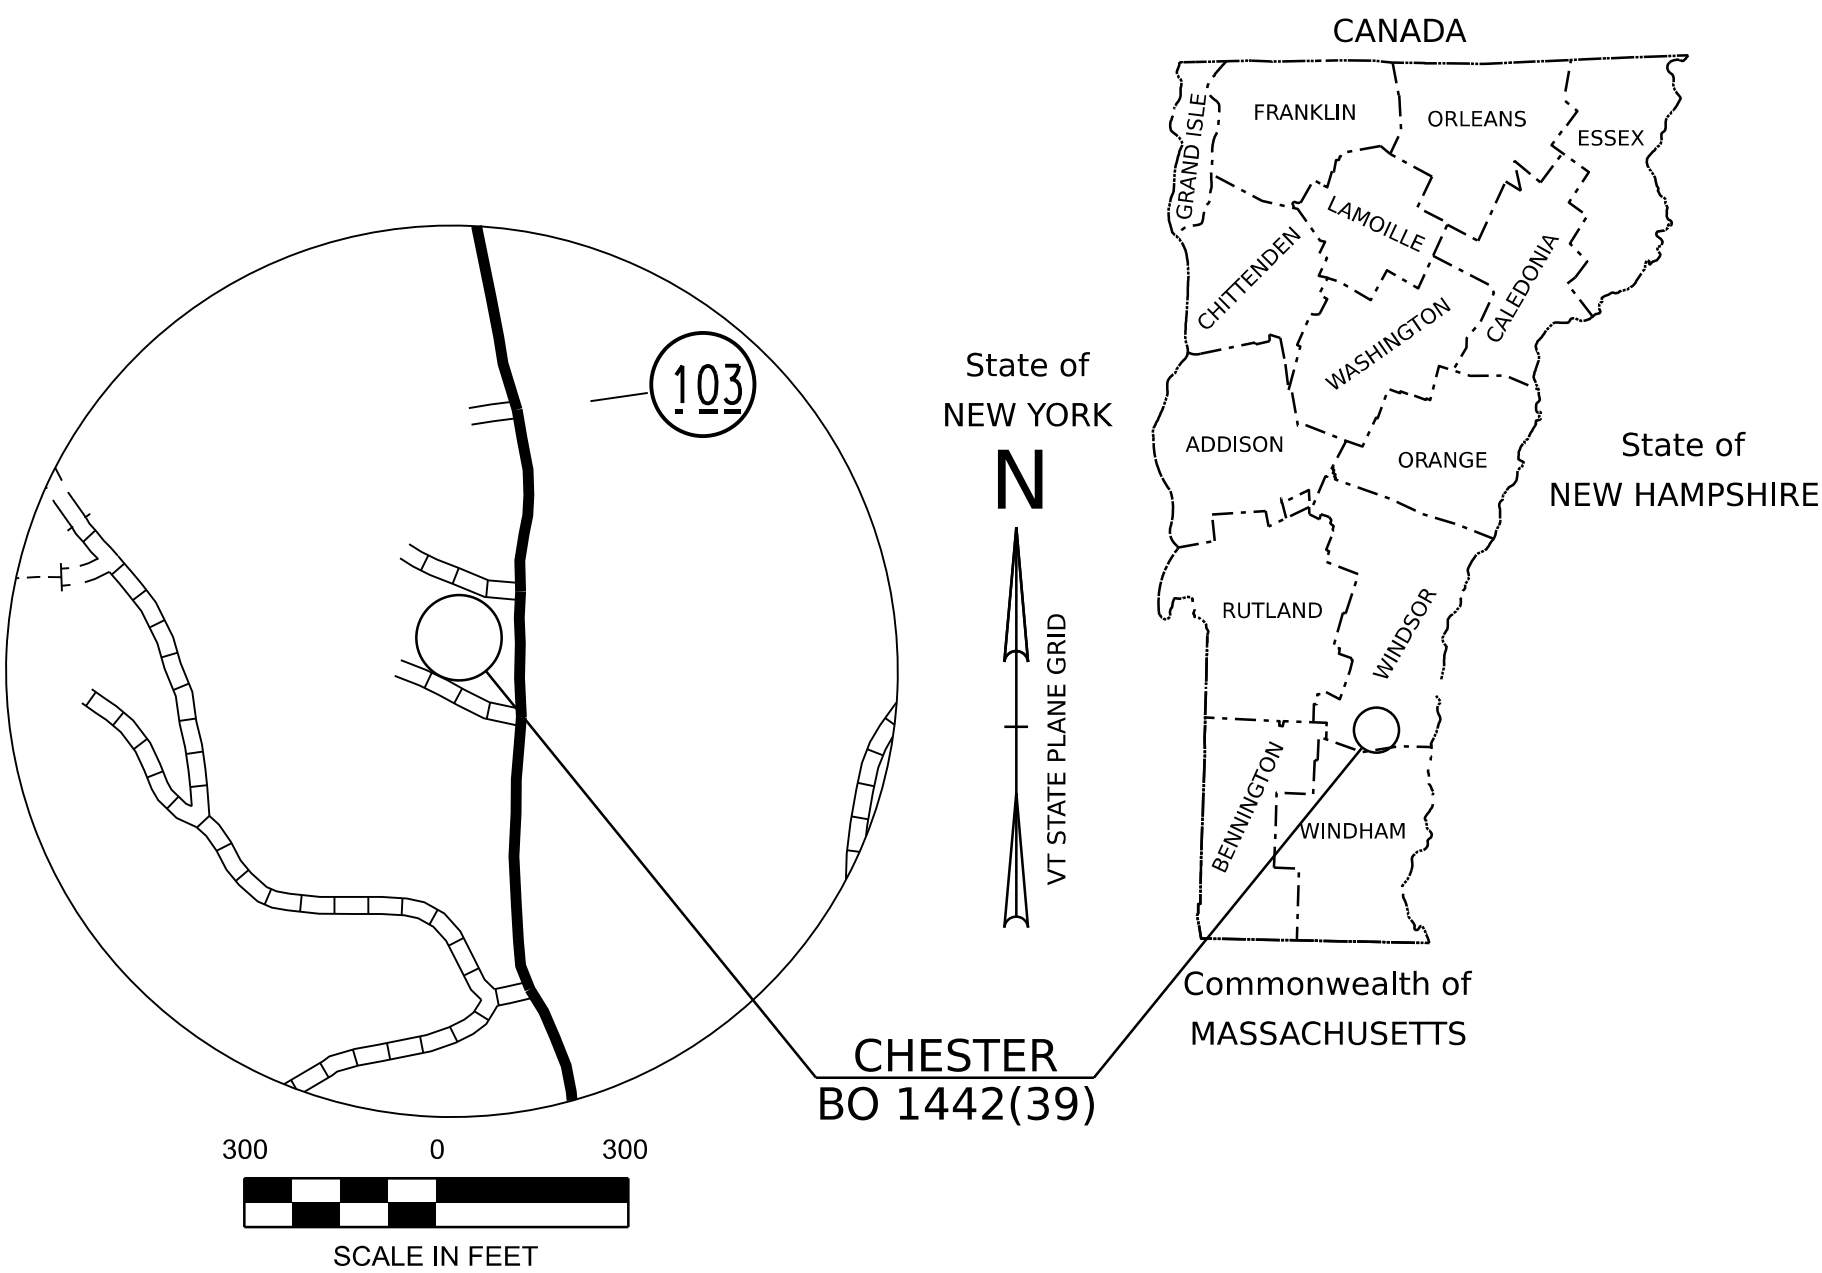 CANADA
GRAND ISLE
FRANKLIN
ORLEANS
ESSEX
LAMOILLE
CHITTENDEN
CALEDONIA
WASHINGTON
State of
NEW YORK
103
ADDISON
ORANGE
State of
NEW HAMPSHIRE
N
VT STATE PLANE GRID
RUTLAND
WINDSOR
BENNINGTON
WINDHAM
Commonwealth of
MASSACHUSETTS
CHESTER
BO 1442(39)
300 0 300
SCALE IN FEET